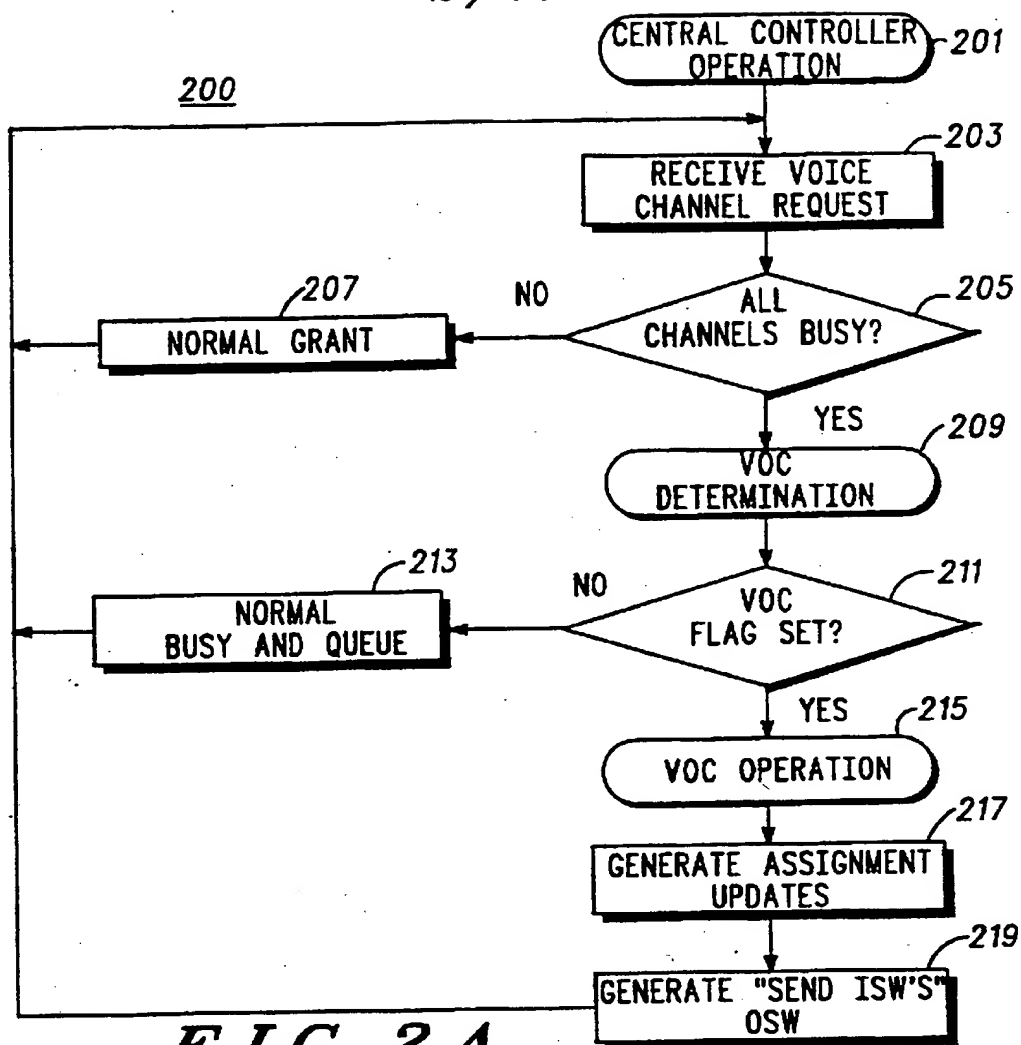 CENTRAL CONTROLLER
OPERATION
201
200
203
RECEIVE VOICE
CHANNEL REQUEST
207
NO
ALL
CHANNELS BUSY?
205
NORMAL GRANT
YES
209
VOC
DETERMINATION
213
NO
VOC
FLAG SET?
211
NORMAL
BUSY AND QUEUE
YES
215
VOC OPERATION
217
GENERATE ASSIGNMENT
UPDATES
219
GENERATE "SEND ISW'S"
OSW
FIG. 2A